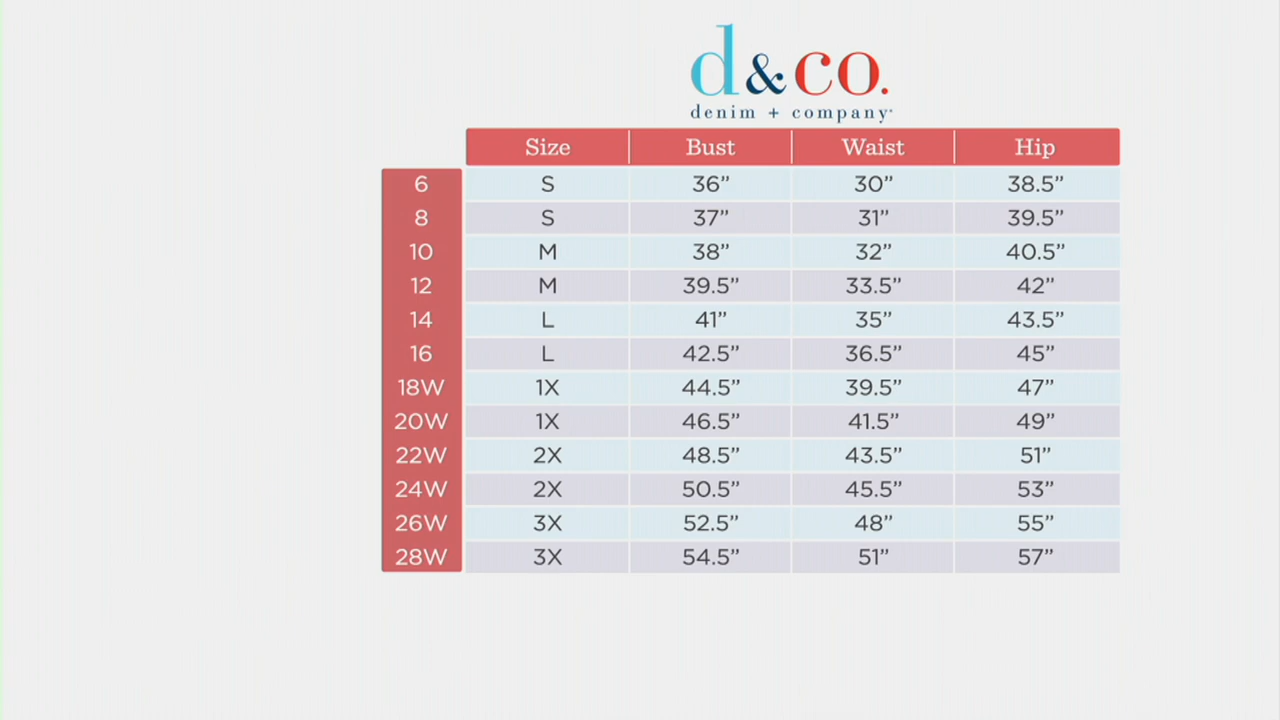 d&co.
denim + company
Size Bust Waist Hip
6 S 36” 30” 38.5”
8 S 37” 31” 39.5”
10 M 38” 32” 40.5”
12 M 39.5” 33.5” 42”
14 L 41” 35” 43.5”
16 L 42.5” 36.5” 45”
18W 1X 44.5” 39.5” 47”
20W 1X 46.5” 41.5” 49”
22W 2X 48.5” 43.5” 51”
24W 2X 50.5” 45.5” 53”
26W 3X 52.5” 48” 55”
28W 3X 54.5” 51” 57”